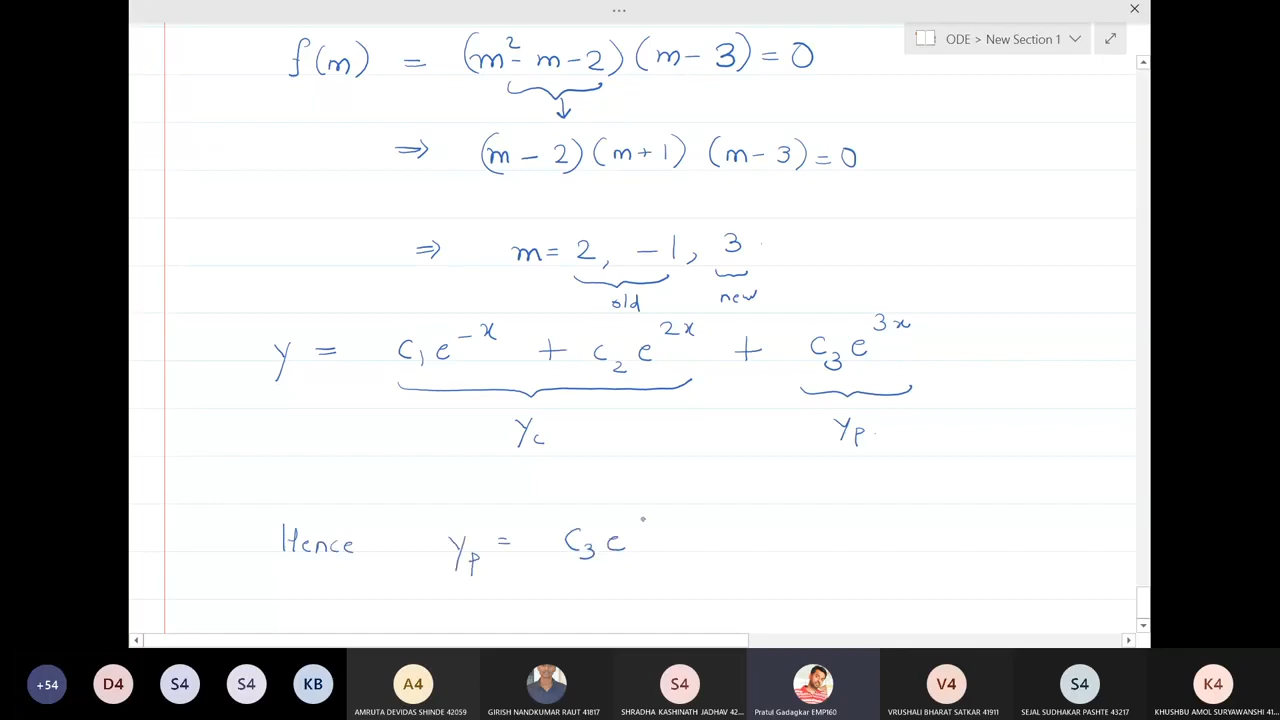 ODE > New Section 1
f(m) = (m² - m - 2)(m - 3) = 0
⇒ (m - 2)(m + 1)(m - 3) = 0
⇒ m = 2, -1, 3
old new
y = c₁e^{-x} + c₂e^{2x} + c₃e^{3x}
y_c y_p
Hence y_p = c₃e
+54 D4 S4 S4 KB A4 S4 V4 S4 K4
AMRUTA DEVIDAS SHINDE 42059 GIRISH NANDKUMAR RAUT 41817 SHRADHA KASHINATH JADHAV 42... Pratul Gadagkar EMP160 VRUSHALI BHARAT SATKAR 41911 SEJAL SUDHAKAR PASHTE 43217 KHUSHBU AMOL SURYAWANSHI 41...